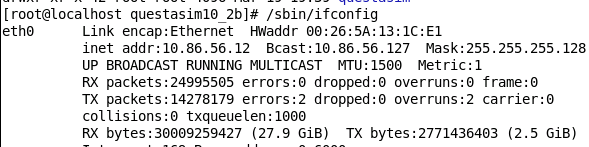 [root@localhost questasim10_2b]# /sbin/ifconfig
eth0      Link encap:Ethernet  HWaddr 00:26:5A:13:1C:E1
          inet addr:10.86.56.12  Bcast:10.86.56.127  Mask:255.255.255.128
          UP BROADCAST RUNNING MULTICAST  MTU:1500  Metric:1
          RX packets:24995505 errors:0 dropped:0 overruns:0 frame:0
          TX packets:14278179 errors:2 dropped:0 overruns:2 carrier:0
          collisions:0 txqueuelen:1000
          RX bytes:30009259427 (27.9 GiB)  TX bytes:2771436403 (2.5 GiB)